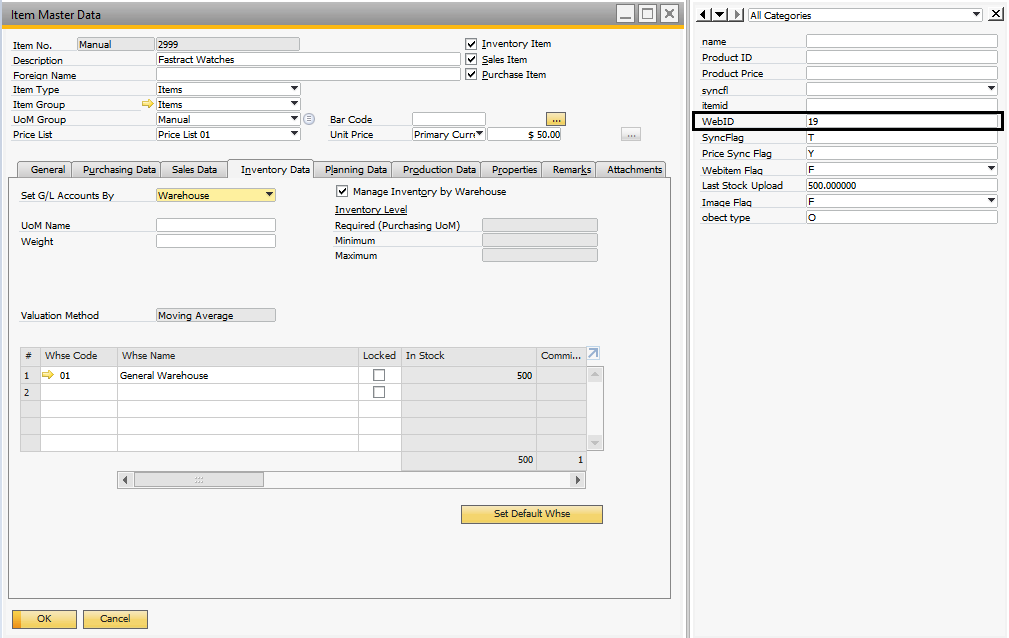 Item Master Data
Item No. Manual 2999
Description Fastract Watches
Foreign Name
Item Type Items
Item Group Items
UoM Group Manual
Price List Price List 01
Inventory Item
Sales Item
Purchase Item
Bar Code ...
Unit Price Primary Curre $ 50.00 ...
General Purchasing Data Sales Data Inventory Data Planning Data Production Data Properties Remarks Attachments
Set G/L Accounts By Warehouse
UoM Name
Weight
Manage Inventory by Warehouse
Inventory Level
Required (Purchasing UoM)
Minimum
Maximum
Valuation Method Moving Average
# Whse Code Whse Name Locked In Stock Commi...
1 01 General Warehouse 500
2
500 1
Set Default Whse
OK Cancel
All Categories
name
Product ID
Product Price
syncfl
itemid
WebID 19
SyncFlag T
Price Sync Flag Y
Webitem Flag F
Last Stock Upload 500.000000
Image Flag F
obect type O